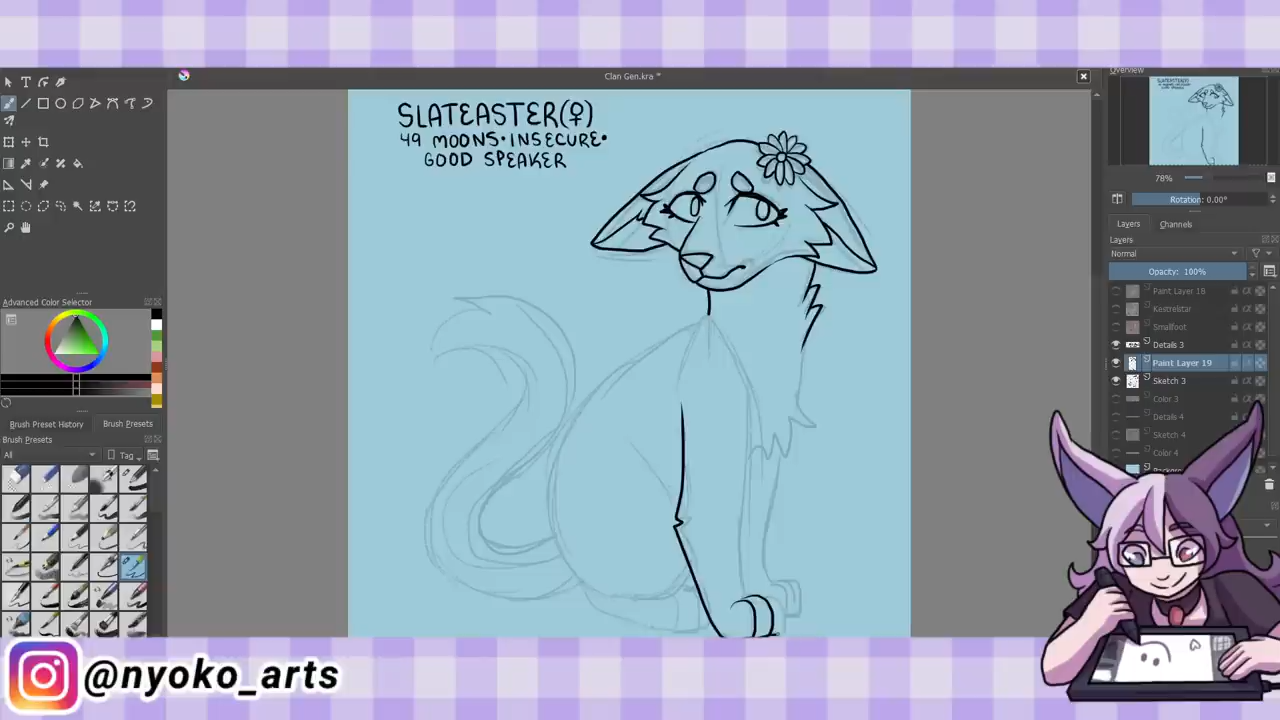 Clan Gen.kra *
Overview
SLATEASTER(♀)
49 MOONS•INSECURE•
GOOD SPEAKER
78%
Rotation: 0.00°
Layers
Channels
Layers
Normal
Opacity: 100%
Paint Layer 18
Kestrelstar
Smallfoot
Details 3
Paint Layer 19
Sketch 3
Color 3
Details 4
Sketch 4
Color 4
Advanced Color Selector
Brush Preset History
Brush Presets
Brush Presets
All
Tag
@nyoko_arts